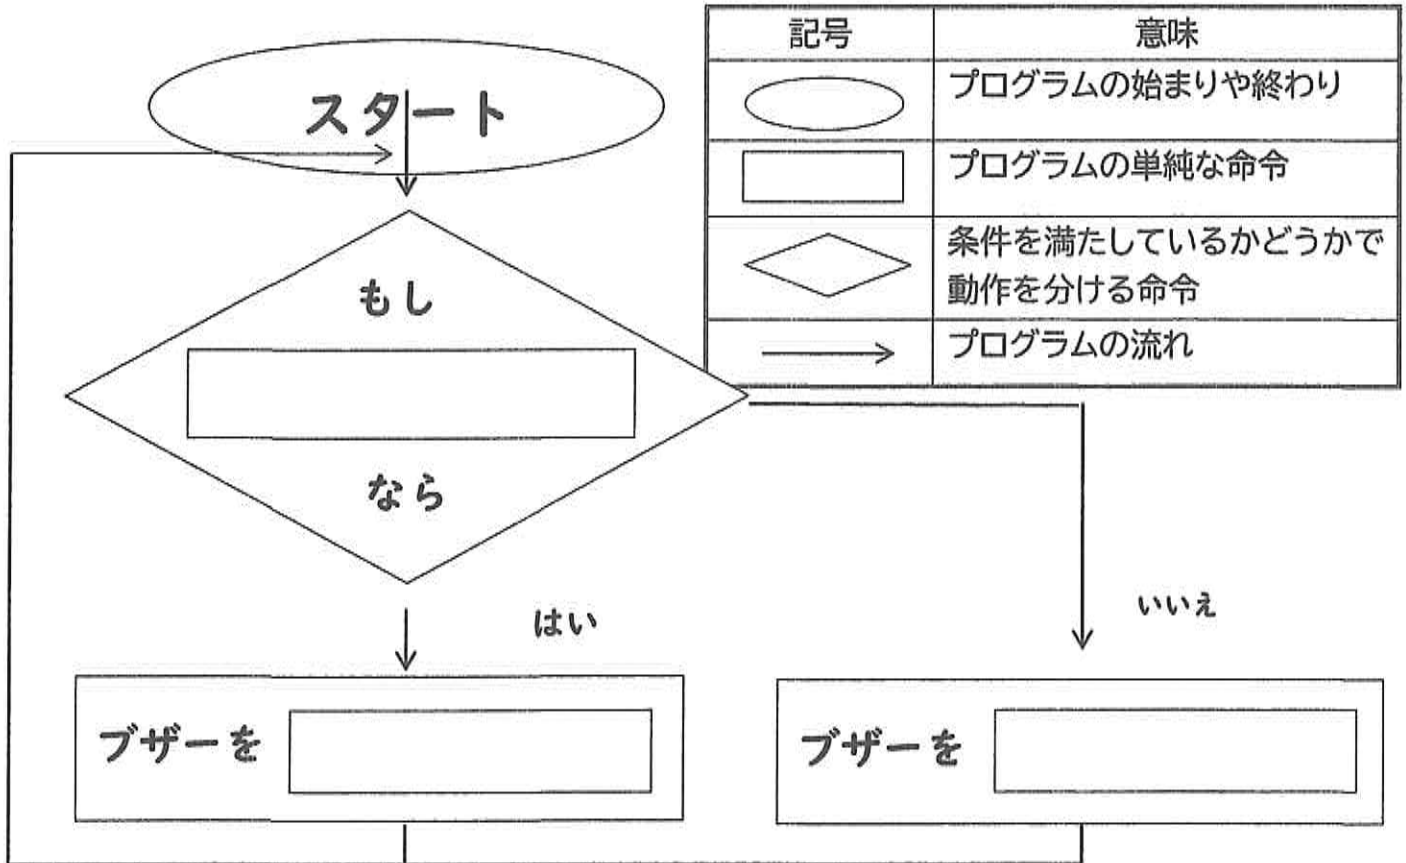 スタート
もし
なら
はい
いいえ
ブザーを
ブザーを
記号 意味
プログラムの始まりや終わり
プログラムの単純な命令
条件を満たしているかどうかで
動作を分ける命令
プログラムの流れ